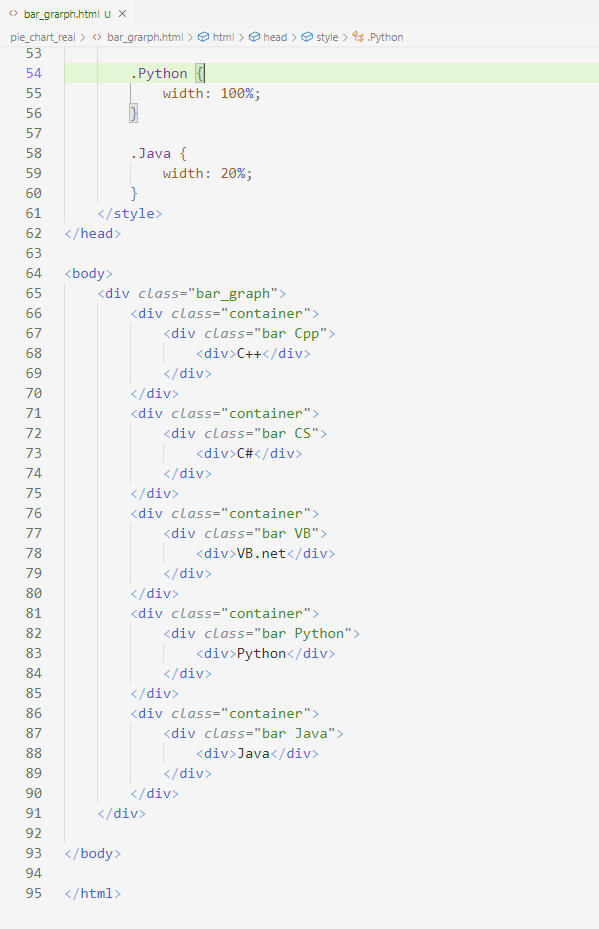 bar_grarph.html U
pie_chart_real > bar_grarph.html > html > head > style > .Python
53
54 .Python {
55 width: 100%;
56 }
57
58 .Java {
59 width: 20%;
60 }
61 </style>
62 </head>
63
64 <body>
65 <div class="bar_graph">
66 <div class="container">
67 <div class="bar Cpp">
68 <div>C++</div>
69 </div>
70 </div>
71 <div class="container">
72 <div class="bar CS">
73 <div>C#</div>
74 </div>
75 </div>
76 <div class="container">
77 <div class="bar VB">
78 <div>VB.net</div>
79 </div>
80 </div>
81 <div class="container">
82 <div class="bar Python">
83 <div>Python</div>
84 </div>
85 </div>
86 <div class="container">
87 <div class="bar Java">
88 <div>Java</div>
89 </div>
90 </div>
91 </div>
92
93 </body>
94
95 </html>